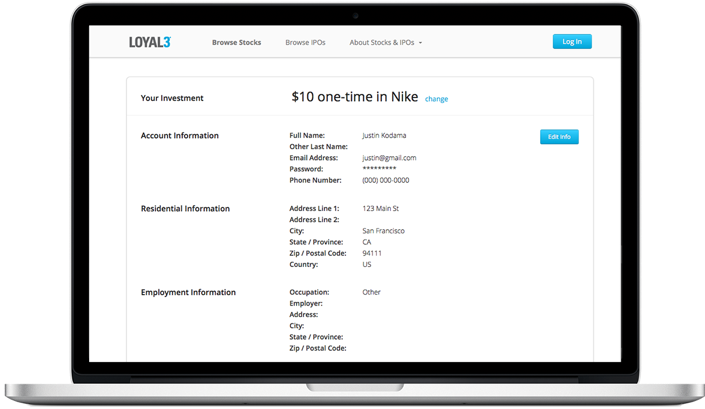 LOYAL3 Browse Stocks Browse IPOs About Stocks & IPOs Log In
Your Investment $10 one-time in Nike change
Account Information Full Name: Justin Kodama Edit Info
Other Last Name:
Email Address: justin@gmail.com
Password: *********
Phone Number: (000) 000-0000
Residential Information Address Line 1: 123 Main St
Address Line 2:
City: San Francisco
State / Province: CA
Zip / Postal Code: 94111
Country: US
Employment Information Occupation: Other
Employer:
Address:
City:
State / Province:
Zip / Postal Code: